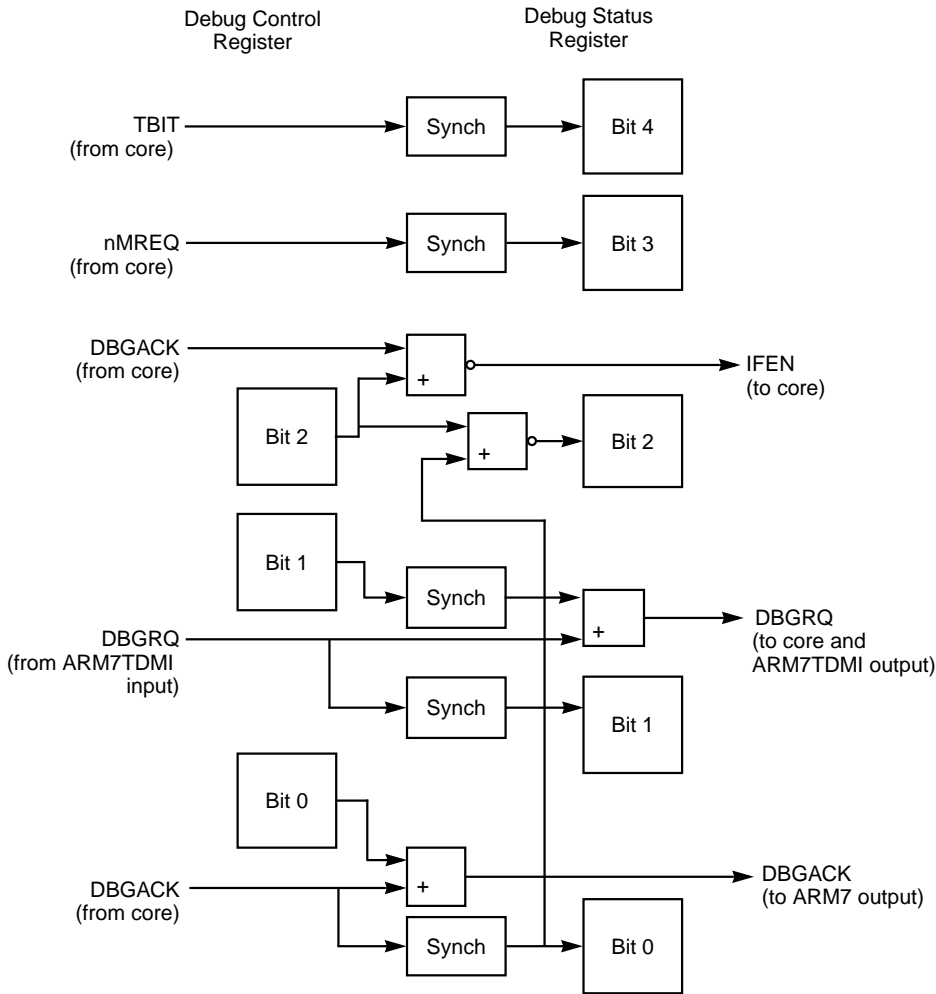 Debug Control
Register
Debug Status
Register
TBIT
(from core)
Synch
Bit 4
nMREQ
(from core)
Synch
Bit 3
DBGACK
(from core)
+
IFEN
(to core)
Bit 2
+
Bit 2
Bit 1
Synch
DBGRQ
(from ARM7TDMI
input)
+
DBGRQ
(to core and
ARM7TDMI output)
Synch
Bit 1
Bit 0
DBGACK
(from core)
+
DBGACK
(to ARM7 output)
Synch
Bit 0